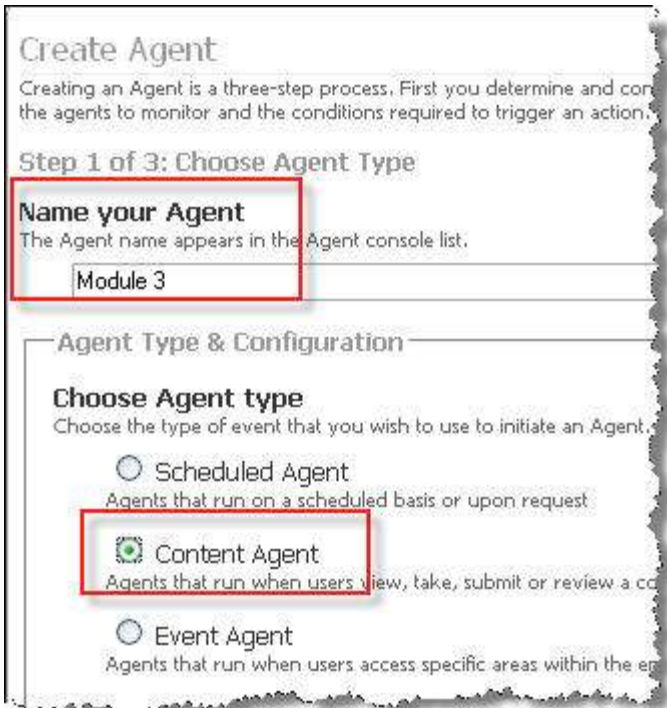 Create Agent
Creating an Agent is a three-step process. First you determine and
the agents to monitor and the conditions required to trigger an action.
Step 1 of 3: Choose Agent Type
Name your Agent
The Agent name appears in the Agent console list.
Module 3
Agent Type & Configuration
Choose Agent type
Choose the type of event that you wish to use to initiate an Agent.
Scheduled Agent
Agents that run on a scheduled basis or upon request
Content Agent
Agents that run when users view, take, submit or review a
Event Agent
Agents that run when users access specific areas within the